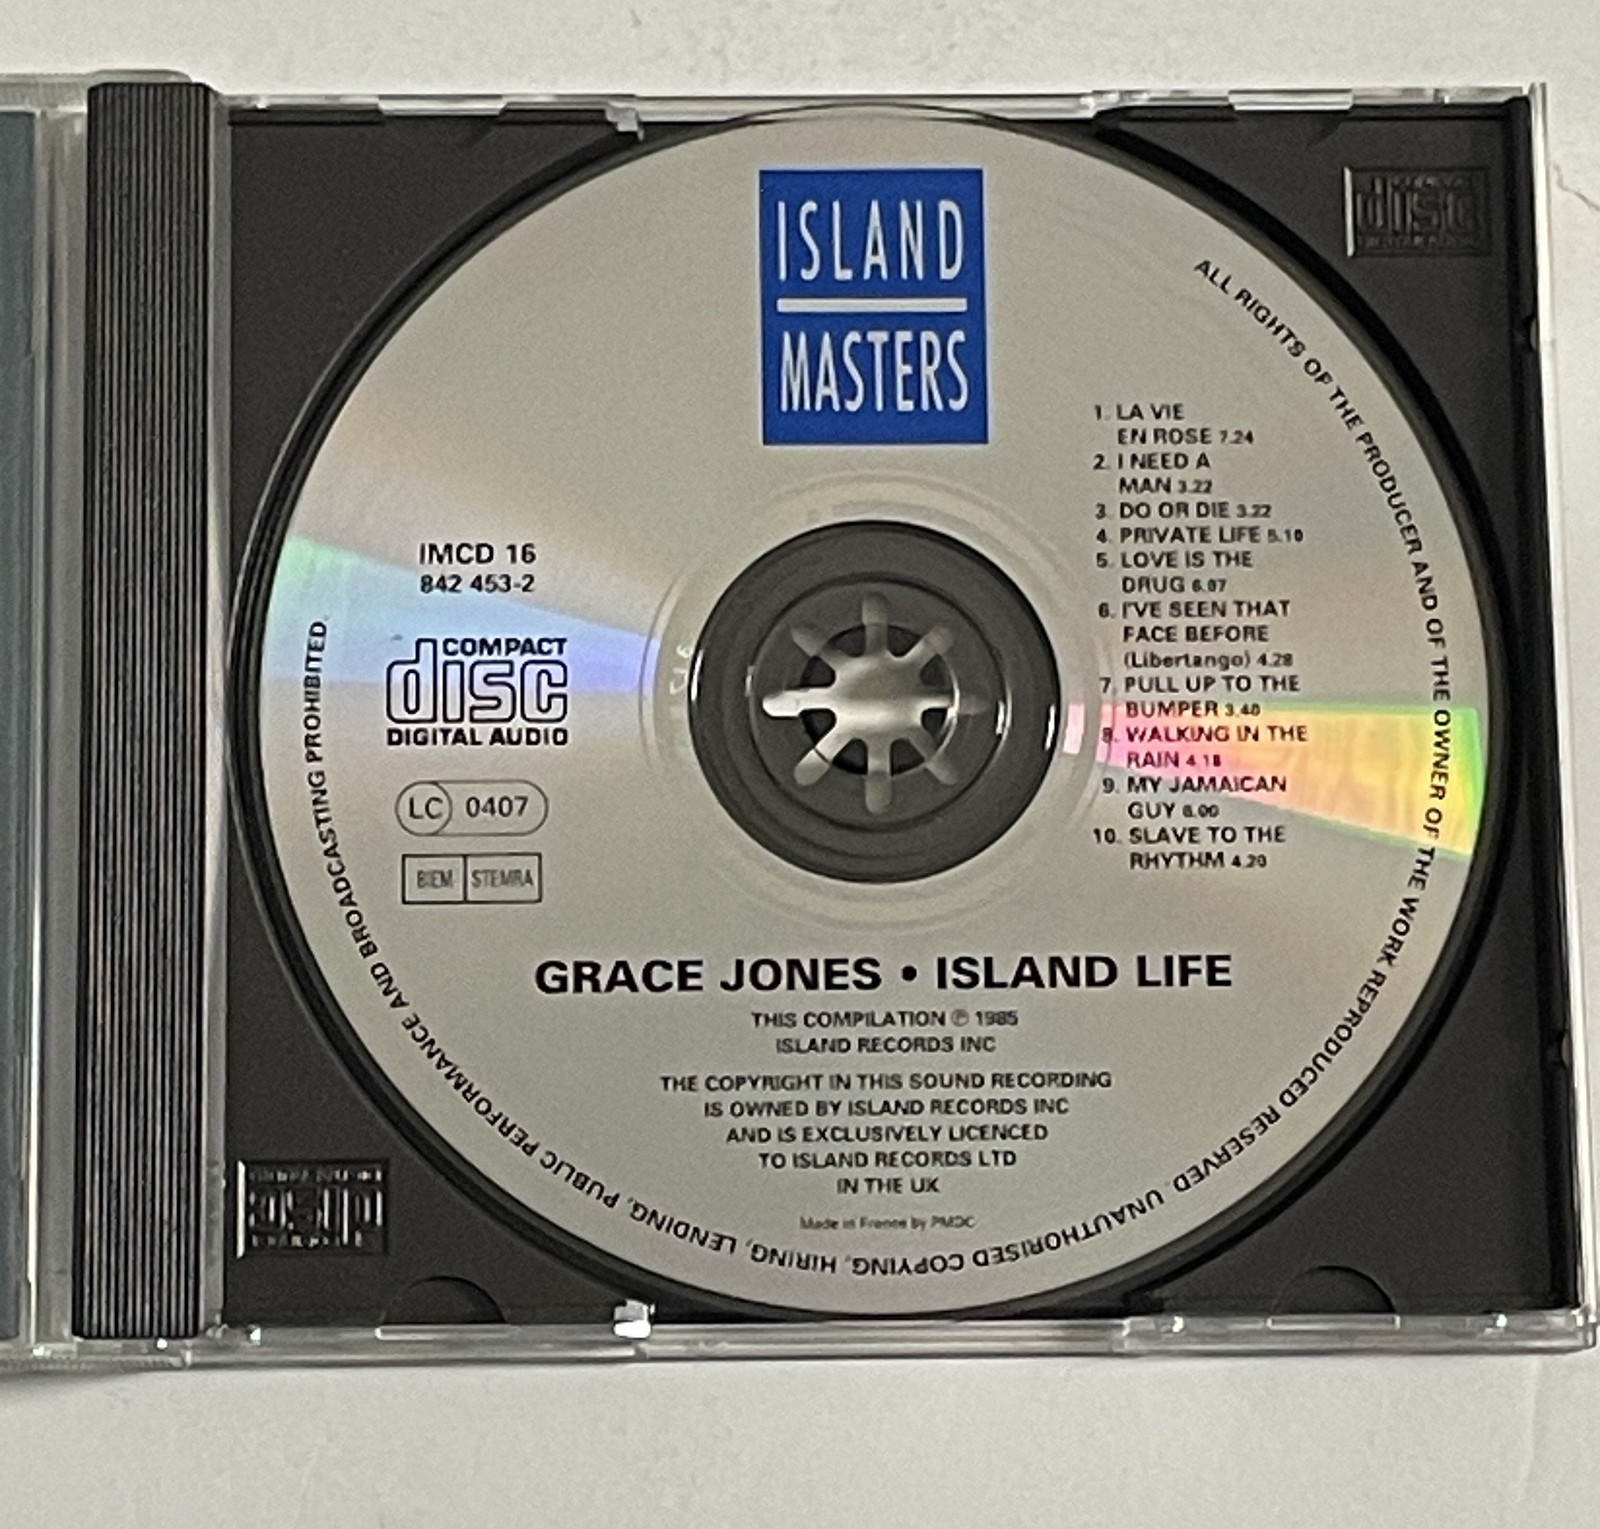 ISLAND
MASTERS
ALL RIGHTS OF THE PRODUCER AND OF THE OWNER OF THE WORK REPRODUCED RESERVED. UNAUTHORISED COPYING, HIRING, LENDING, PUBLIC PERFORMANCE AND BROADCASTING PROHIBITED.
IMCD 16
842 453-2
COMPACT
disc
DIGITAL AUDIO
LC 0407
BIEM STEMRA
1. LA VIE
EN ROSE 7.24
2. I NEED A
MAN 3.22
3. DO OR DIE 3.22
4. PRIVATE LIFE 5.10
5. LOVE IS THE
DRUG 6.07
6. I'VE SEEN THAT
FACE BEFORE
(Libertango) 4.28
7. PULL UP TO THE
BUMPER 3.40
8. WALKING IN THE
RAIN 4.18
9. MY JAMAICAN
GUY 6.00
10. SLAVE TO THE
RHYTHM 4.20
GRACE JONES • ISLAND LIFE
THIS COMPILATION ℗ 1985
ISLAND RECORDS INC
THE COPYRIGHT IN THIS SOUND RECORDING
IS OWNED BY ISLAND RECORDS INC
AND IS EXCLUSIVELY LICENCED
TO ISLAND RECORDS LTD
IN THE UK
Made in France by PMDC
disc
disc